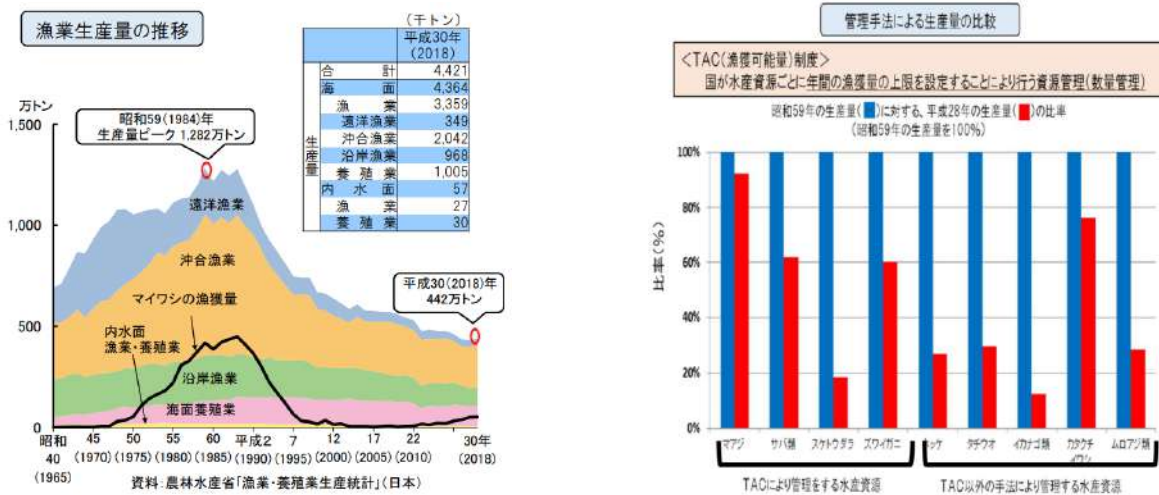 漁業生産量の推移
(千トン)
平成30年
(2018)
合 計 4,421
海 面 4,364
漁 業 3,359
遠洋漁業 349
沖合漁業 2,042
沿岸漁業 968
養殖業 1,005
内 水 面 57
漁 業 27
養 殖 業 30
生産量
万トン
1,500
1,000
500
0
昭和59(1984)年
生産量ピーク 1,282万トン
遠洋漁業
沖合漁業
マイワシの漁獲量
内水面
漁業・養殖業
沿岸漁業
海面養殖業
平成30(2018)年
442万トン
昭和 45 50 55 60 平成2 7 12 17 22 30年
40 (1970) (1975) (1980) (1985) (1990) (1995) (2000) (2005) (2010) (2018)
(1965)
資料:農林水産省「漁業・養殖業生産統計」(日本)
管理手法による生産量の比較
<TAC(漁獲可能量)制度>
国が水産資源ごとに年間の漁獲量の上限を設定することにより行う資源管理(数量管理)
昭和59年の生産量( )に対する、平成28年の生産量( )の比率
(昭和59年の生産量を100%)
比率(%)
100%
80%
60%
40%
20%
0%
マアジ サバ類 スケトウダラ ズワイガニ ホッケ タチウオ イカナゴ類 カタクチ ムロアジ類
イワシ
TACにより管理をする水産資源 TAC以外の手法により管理する水産資源